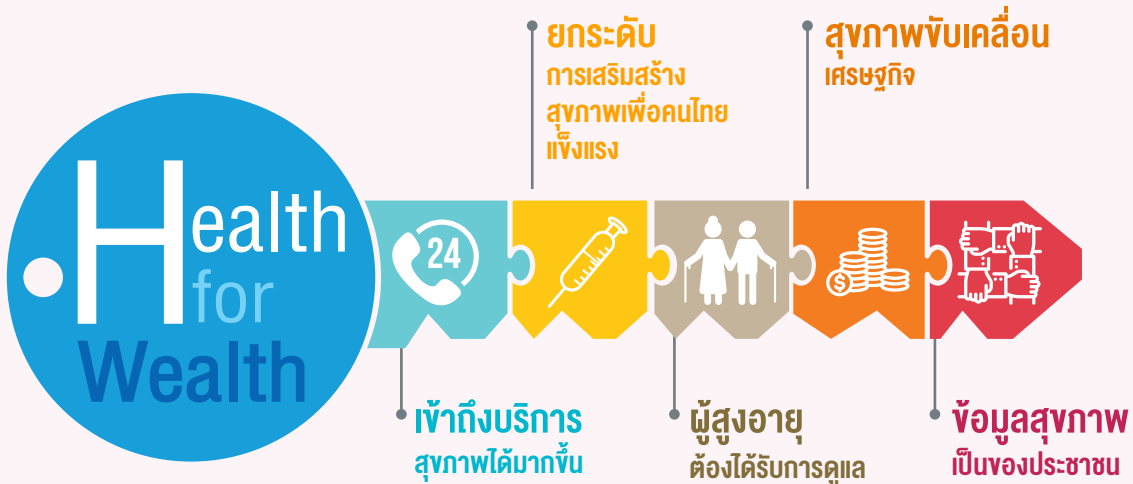 Health
for
Wealth
24
เข้าถึงบริการ
สุขภาพได้มากขึ้น
ยกระดับ
การเสริมสร้าง
สุขภาพเพื่อคนไทย
แข็งแรง
ผู้สูงอายุ
ต้องได้รับการดูแล
สุขภาพขับเคลื่อน
เศรษฐกิจ
$
ข้อมูลสุขภาพ
เป็นของประชาชน